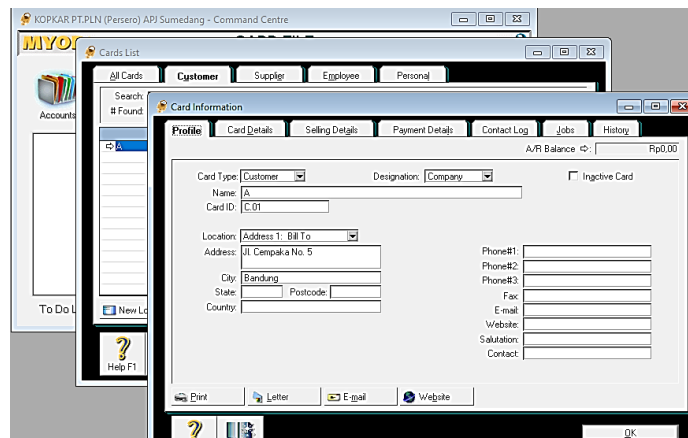 KOPKAR PT.PLN (Persero) APJ Sumedang - Command Centre
MYO
Cards List
All Cards Customer Supplier Employee Personal
Search:
# Found:
Accounts
A
To Do L
New Lo
Help F1
Card Information
Profile Card Details Selling Details Payment Details Contact Log Jobs History
A/R Balance Rp0,00
Card Type: Customer Designation: Company Inactive Card
Name: A
Card ID: C.01
Location: Address 1: Bill To
Address: Jl. Cempaka No. 5
Phone#1:
Phone#2:
City: Bandung Phone#3:
State: Postcode: Fax:
Country: E-mail:
Website:
Salutation:
Contact:
Print Letter E-mail Website
OK